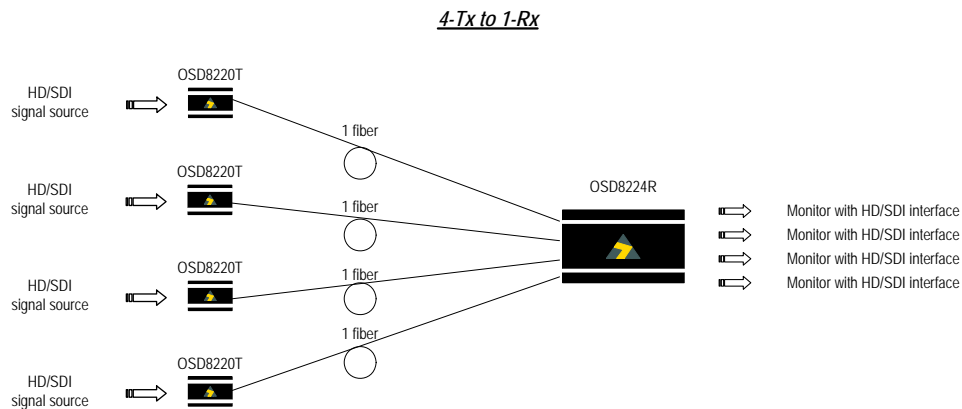 4-Tx to 1-Rx
OSD8220T
HD/SDI
signal source
1 fiber
OSD8220T
HD/SDI
signal source
1 fiber
OSD8224R
Monitor with HD/SDI interface
Monitor with HD/SDI interface
Monitor with HD/SDI interface
Monitor with HD/SDI interface
OSD8220T
HD/SDI
signal source
1 fiber
1 fiber
OSD8220T
HD/SDI
signal source